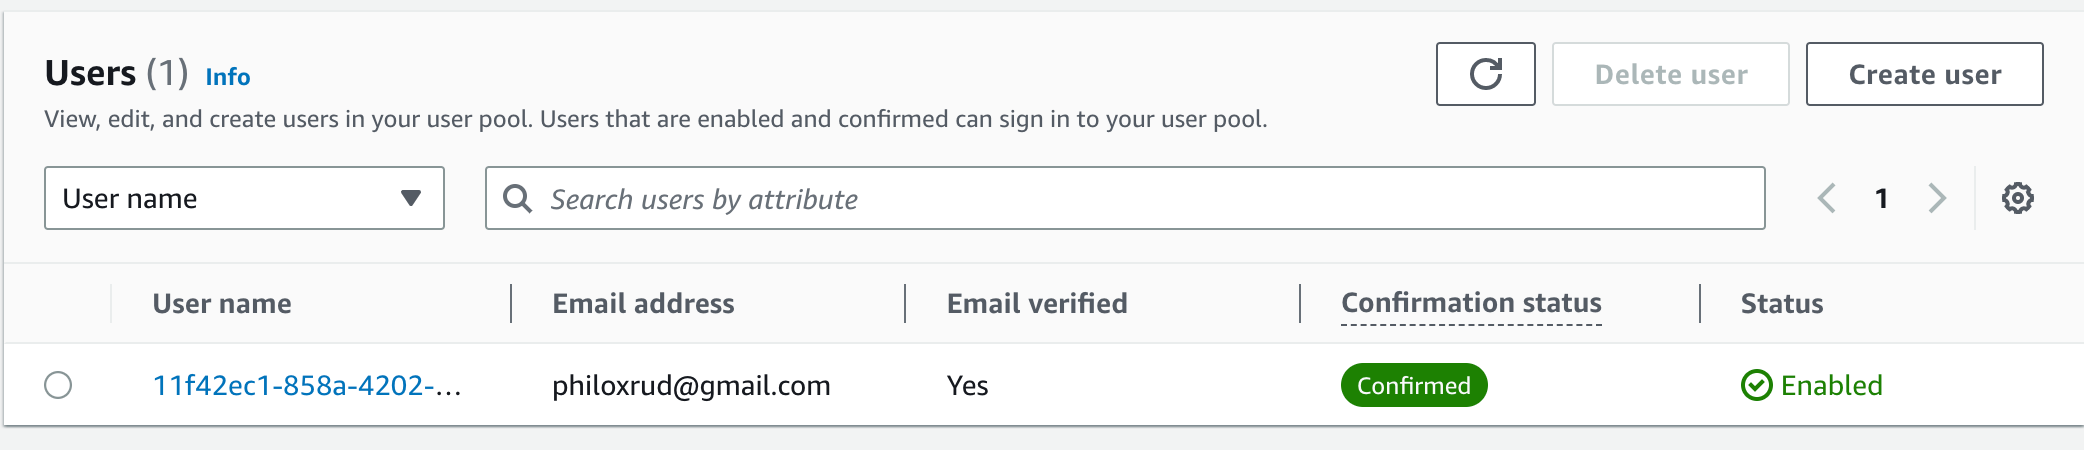 Users (1) Info
View, edit, and create users in your user pool. Users that are enabled and confirmed can sign in to your user pool.
Delete user
Create user
User name
Search users by attribute
1
User name Email address Email verified Confirmation status Status
11f42ec1-858a-4202-... philoxrud@gmail.com Yes Confirmed Enabled